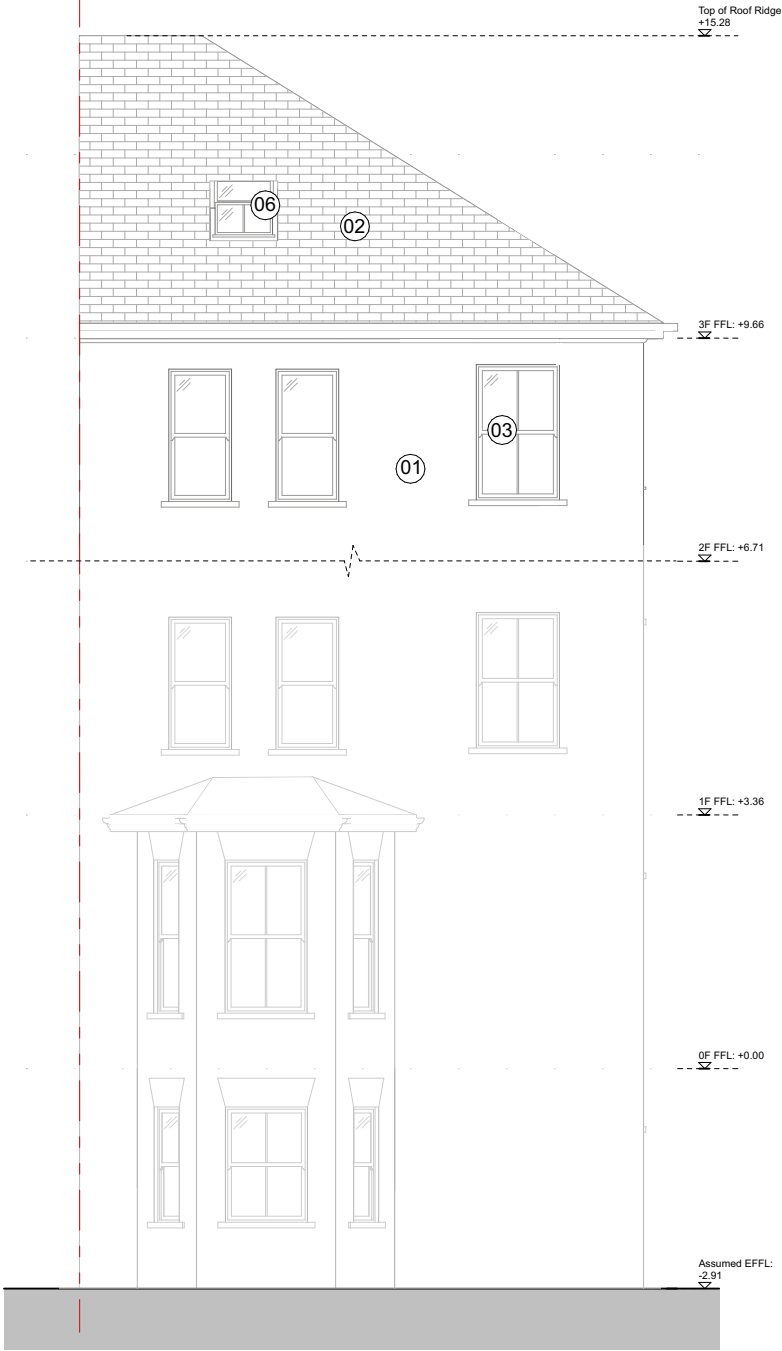 Top of Roof Ridge
+15.28
06
02
3F FFL: +9.66
03
01
2F FFL: +6.71
1F FFL: +3.36
0F FFL: +0.00
Assumed EFFL:
-2.91